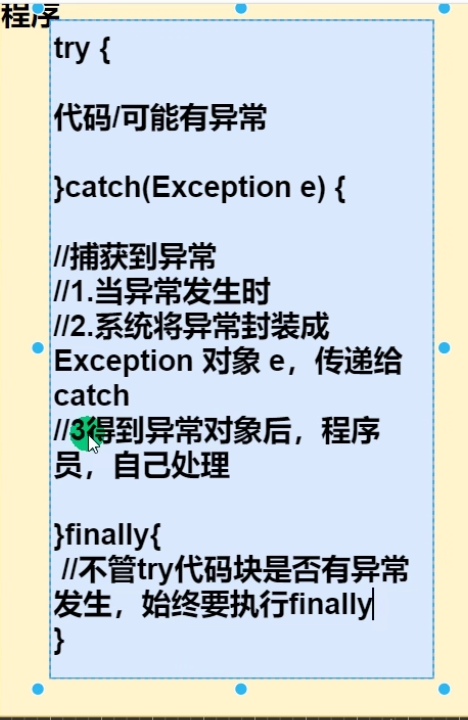 程序
try {
代码/可能有异常
}catch(Exception e) {
//捕获到异常
//1.当异常发生时
//2.系统将异常封装成
Exception 对象 e，传递给
catch
//3得到异常对象后，程序
员，自己处理
}finally{
//不管try代码块是否有异常
发生，始终要执行finally
}